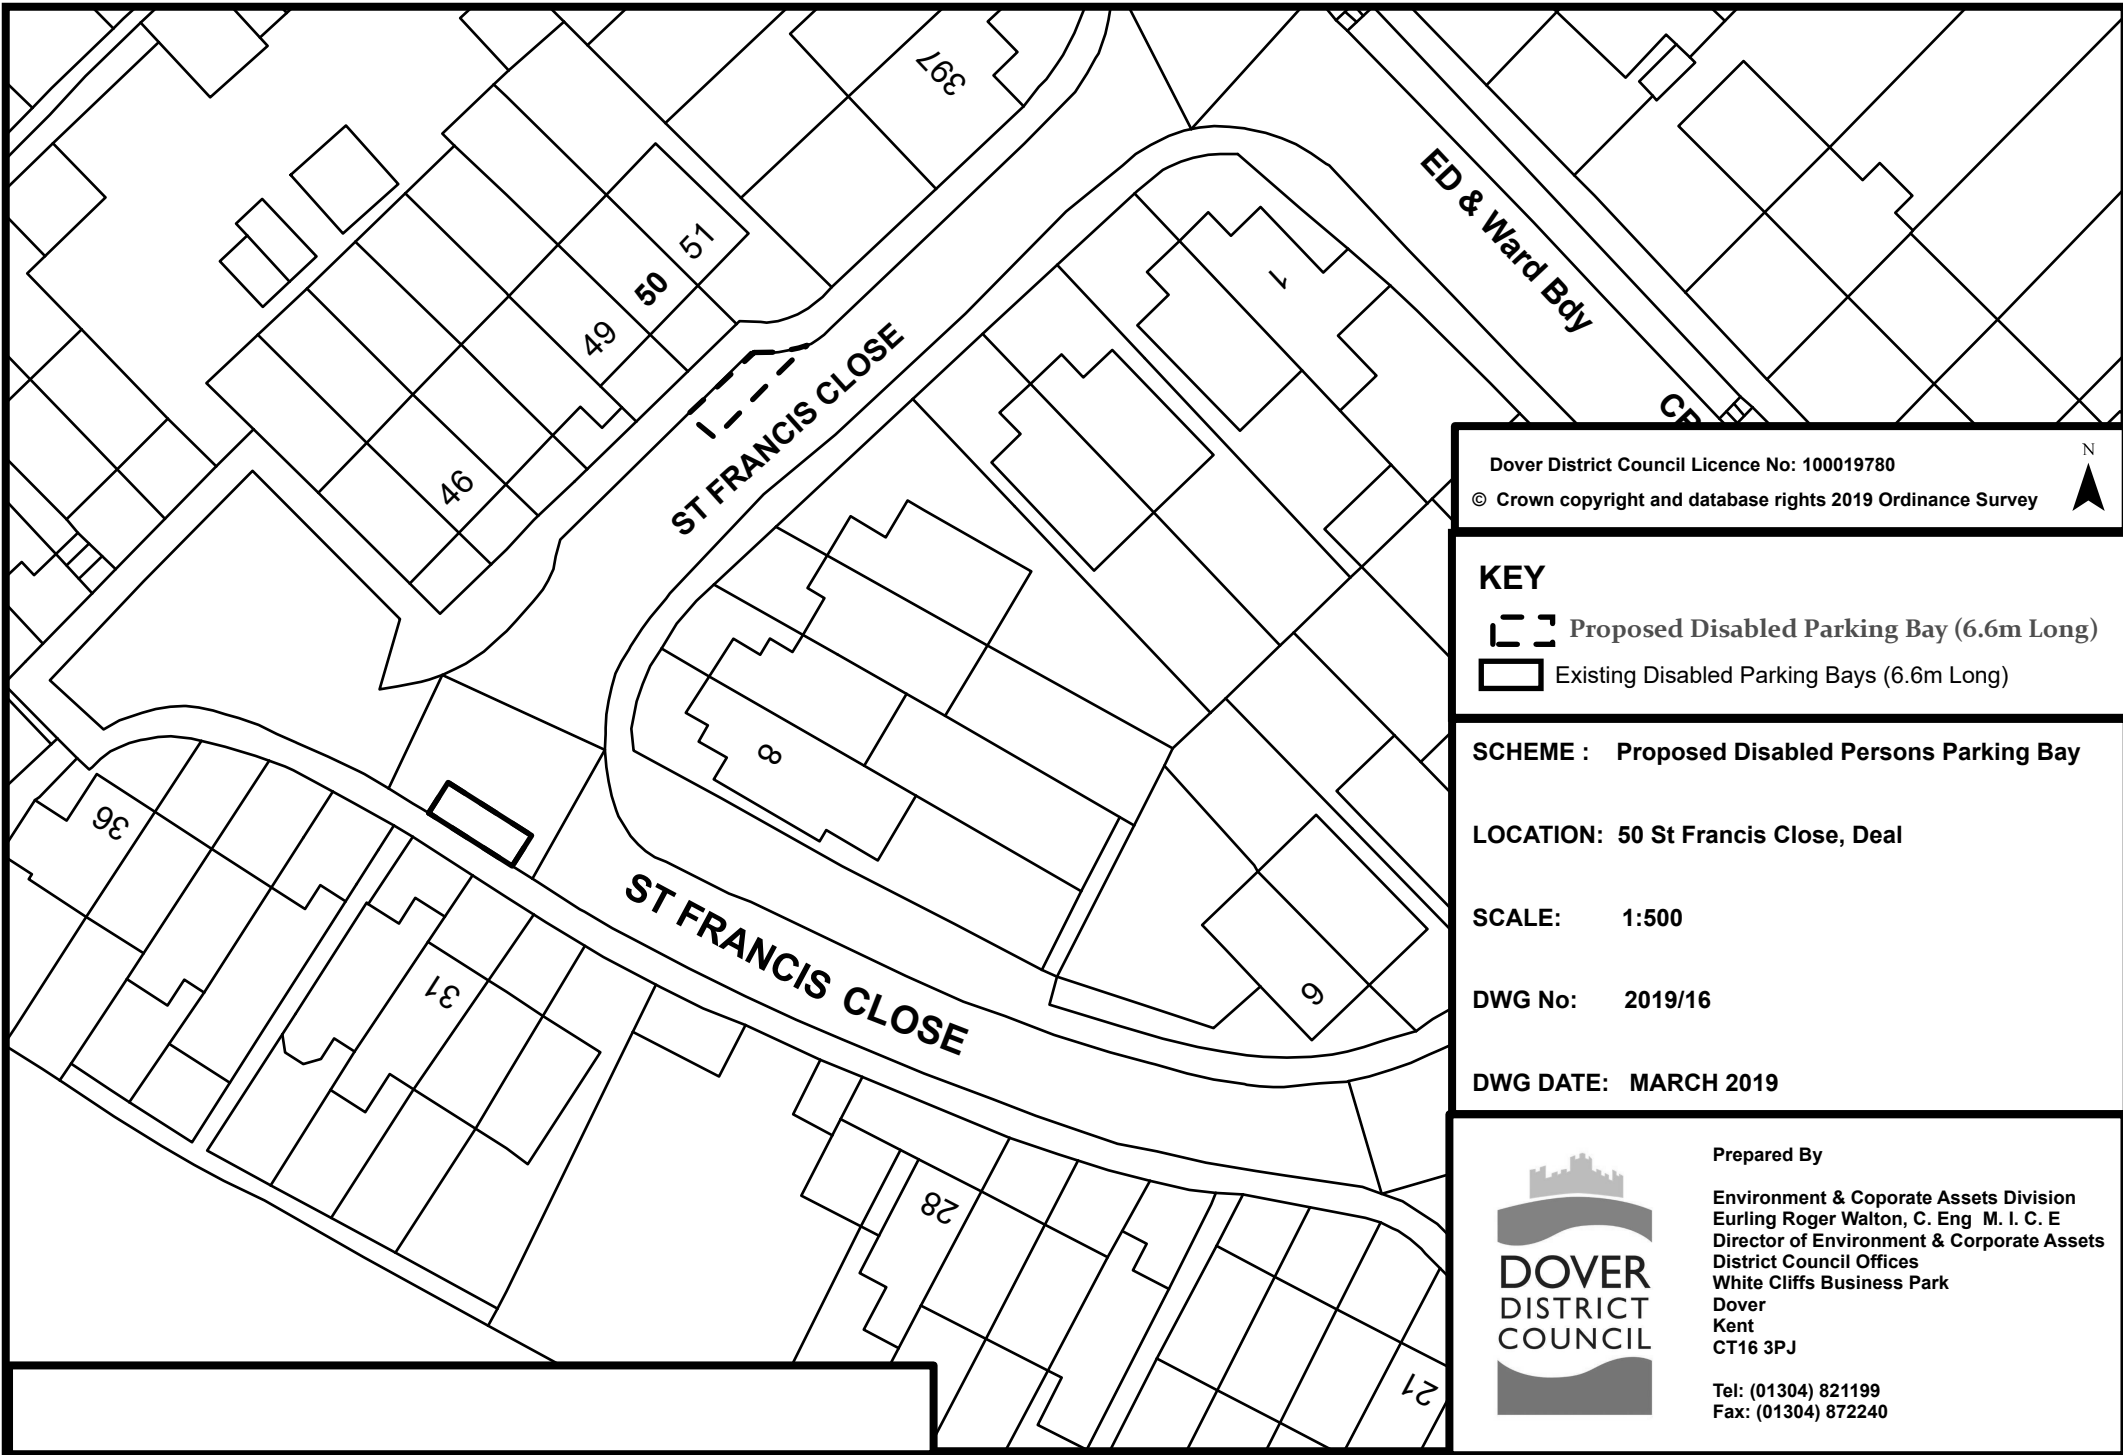 397
51
50
49
46
ST FRANCIS CLOSE
1
ED & Ward Bdy
8
36
31
ST FRANCIS CLOSE
9
28
21
Dover District Council Licence No: 100019780
© Crown copyright and database rights 2019 Ordinance Survey
N
KEY
Proposed Disabled Parking Bay (6.6m Long)
Existing Disabled Parking Bays (6.6m Long)
SCHEME : Proposed Disabled Persons Parking Bay
LOCATION: 50 St Francis Close, Deal
SCALE: 1:500
DWG No: 2019/16
DWG DATE: MARCH 2019
DOVER
DISTRICT
COUNCIL
Prepared By
Environment & Coporate Assets Division
Eurling Roger Walton, C. Eng M. I. C. E
Director of Environment & Corporate Assets
District Council Offices
White Cliffs Business Park
Dover
Kent
CT16 3PJ
Tel: (01304) 821199
Fax: (01304) 872240